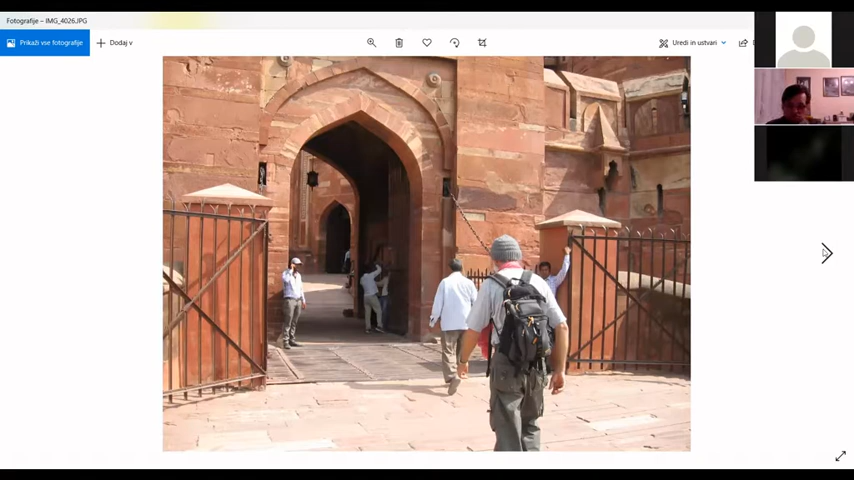 Fotografije – IMG_4026.JPG
Prikaži vse fotografije
Dodaj v
Uredi in ustvari